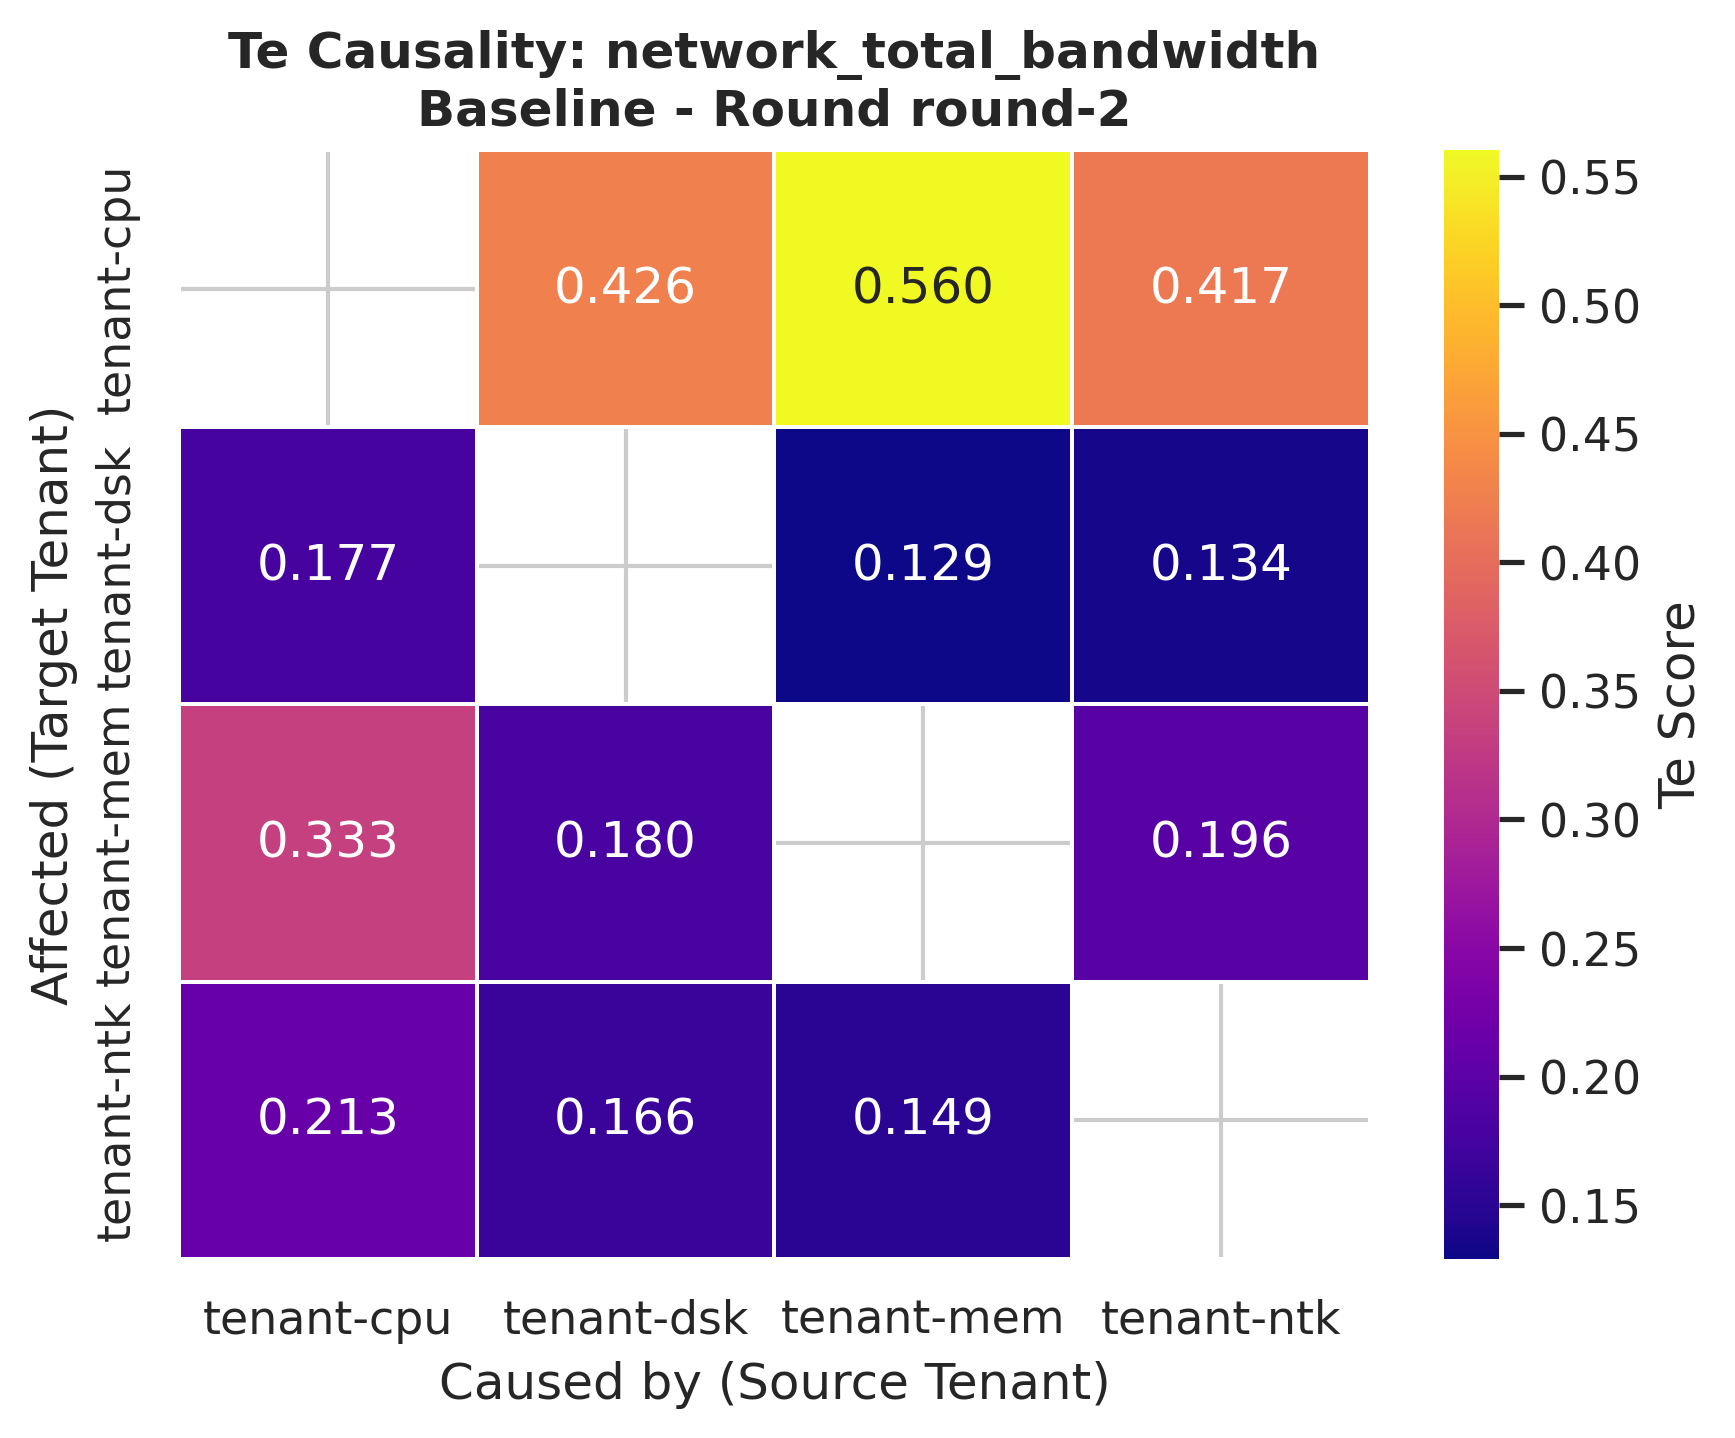 Te Causality: network_total_bandwidth
Baseline - Round round-2
Affected (Target Tenant)
tenant-cpu
0.426 0.560 0.417
tenant-dsk
0.177 0.129 0.134
tenant-mem
0.333 0.180 0.196
tenant-ntk
0.213 0.166 0.149
tenant-cpu tenant-dsk tenant-mem tenant-ntk
Caused by (Source Tenant)
0.55
0.50
0.45
0.40
0.35
0.30
0.25
0.20
0.15
Te Score